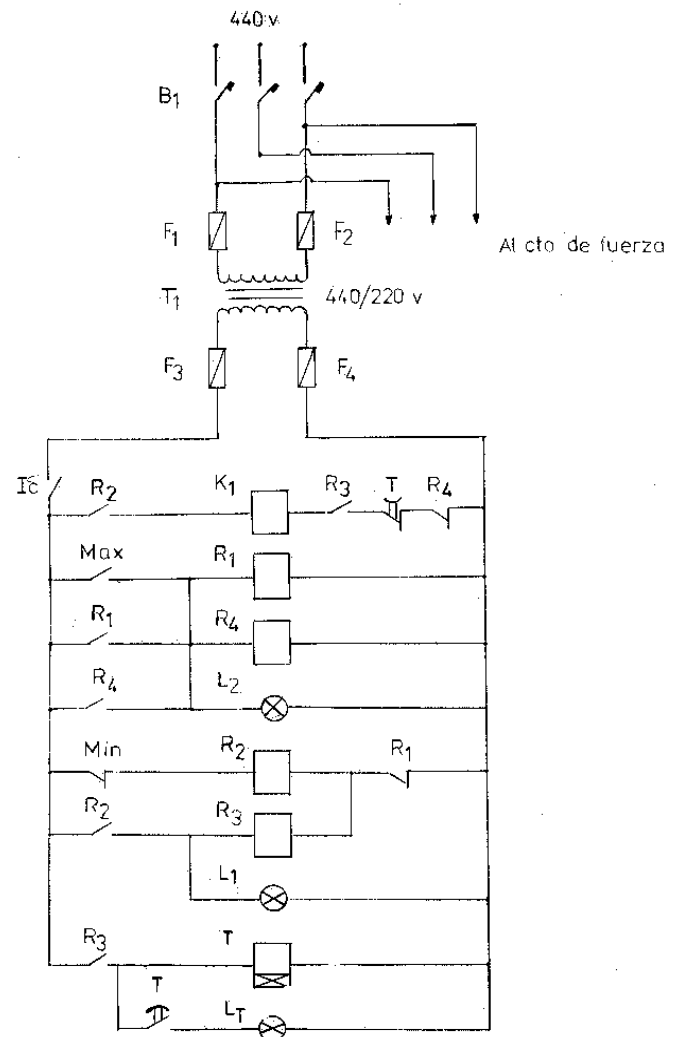 440 v
B1
F1 F2
Al cto de fuerza
T1 440/220 v
F3 F4
Ic
R2 K1 R3 T R4
Max R1
R1 R4
R4 L2
Min R2 R1
R2 R3
L1
R3 T
T LT